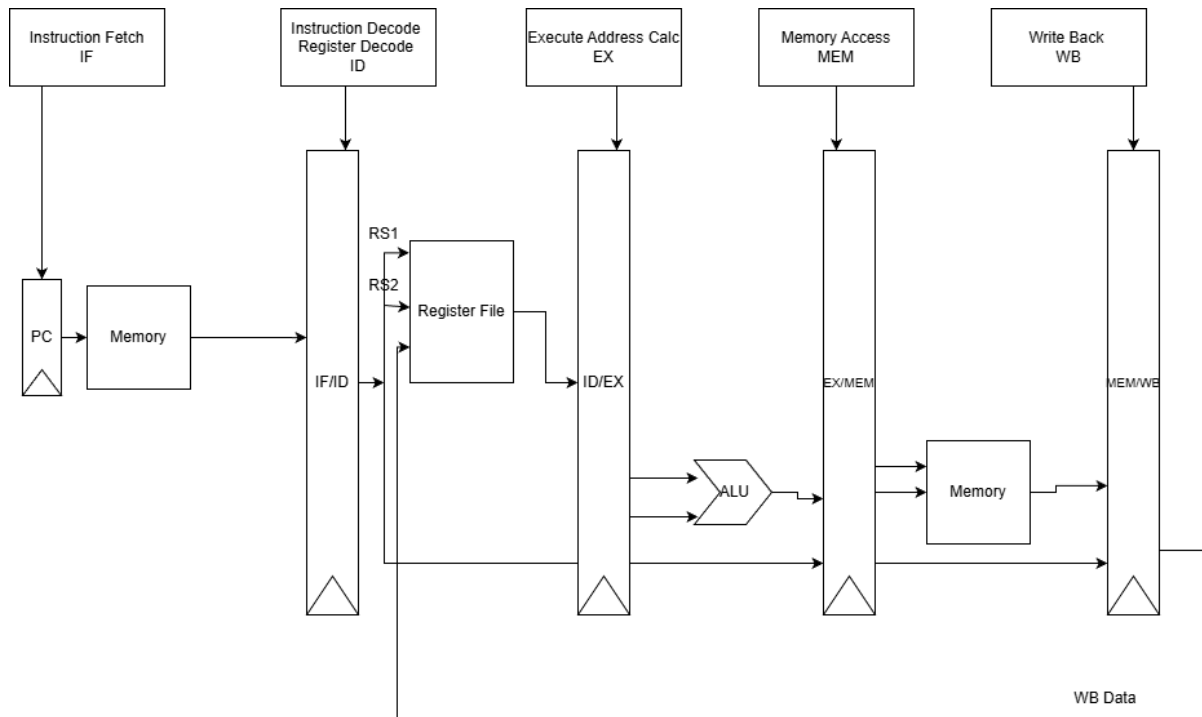 Instruction Fetch
IF
Instruction Decode
Register Decode
ID
Execute Address Calc
EX
Memory Access
MEM
Write Back
WB
RS1
RS2
Register File
PC
Memory
IF/ID
ID/EX
EX/MEM
MEM/WB
ALU
Memory
WB Data